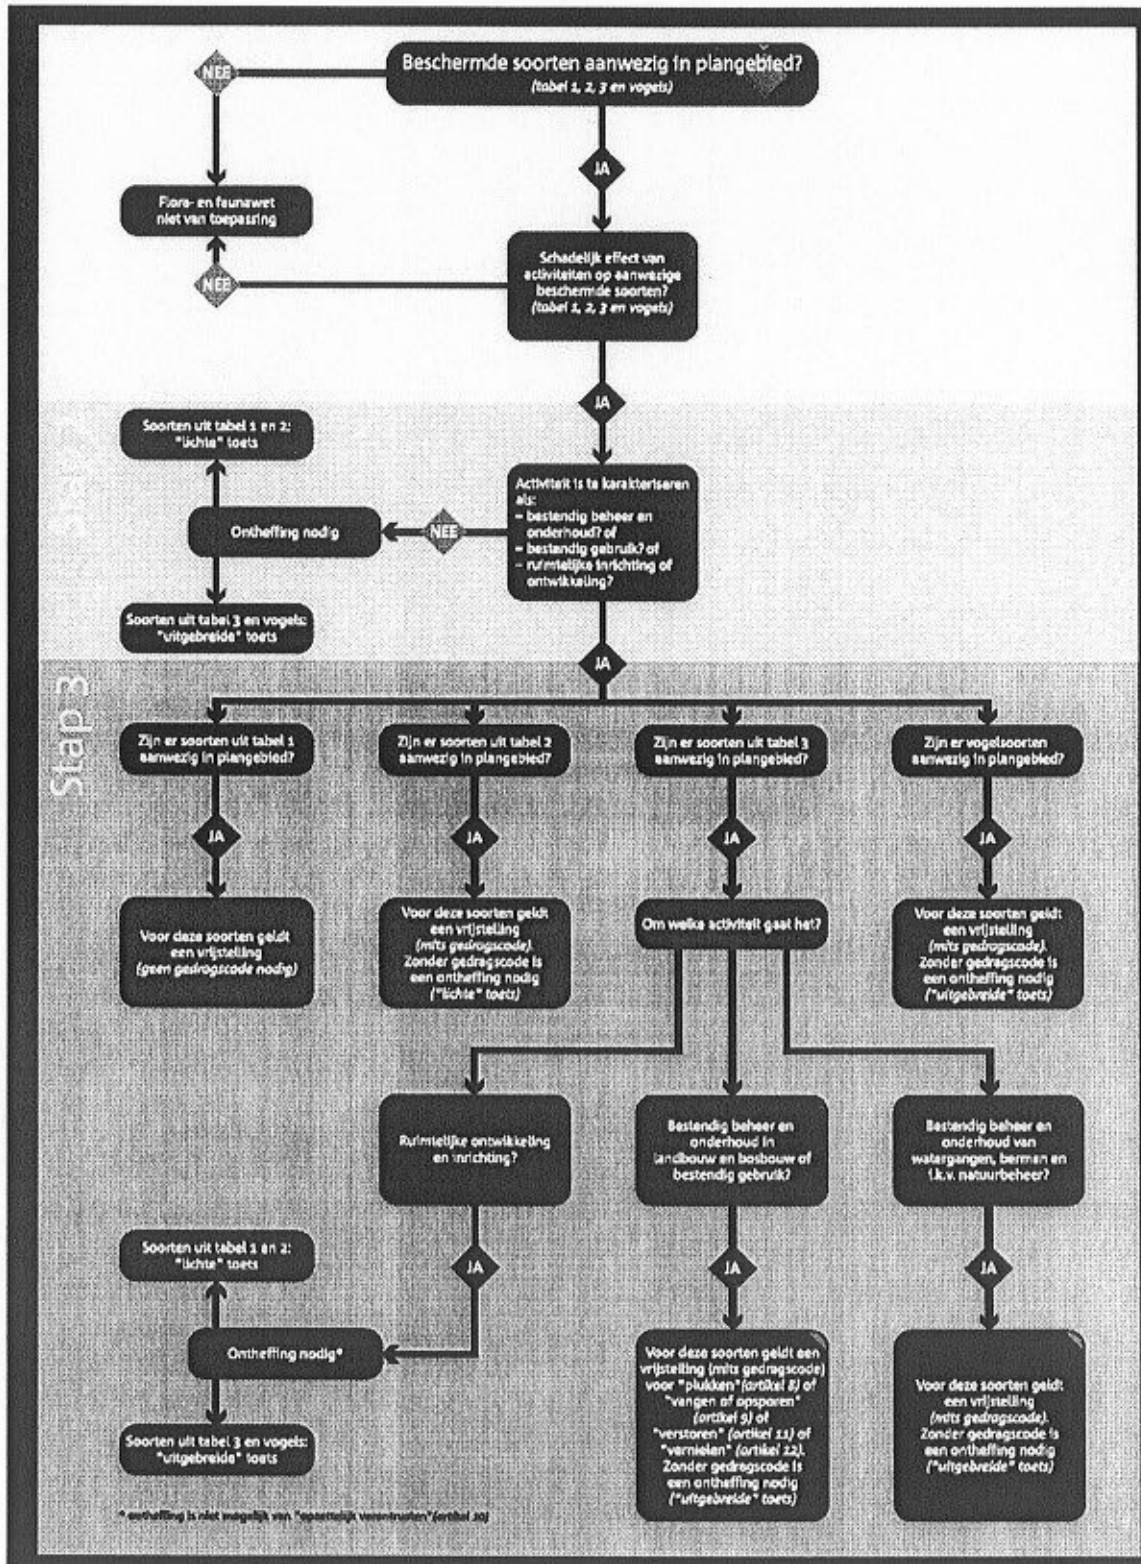 Beschermde soorten aanwezig in plangebied?
(tabel 1, 2, 3 en vogels)
NEE
JA
Flora- en faunawet
niet van toepassing
NEE
Schadelijk effect van
activiteiten op aanwezige
beschermde soorten?
(tabel 1, 2, 3 en vogels)
JA
Soorten uit tabel 1 en 2:
"lichte" toets
Activiteit is te karakteriseren
als:
– bestendig beheer en
onderhoud? of
– bestendig gebruik? of
– ruimtelijke inrichting of
ontwikkeling?
NEE
Ontheffing nodig
Soorten uit tabel 3 en vogels:
"uitgebreide" toets
JA
Stap 3
Zijn er soorten uit tabel 1
aanwezig in plangebied?
Zijn er soorten uit tabel 2
aanwezig in plangebied?
Zijn er soorten uit tabel 3
aanwezig in plangebied?
Zijn er vogelsoorten
aanwezig in plangebied?
JA
JA
JA
JA
Voor deze soorten geldt
een vrijstelling
(geen gedragscode nodig)
Voor deze soorten geldt
een vrijstelling
(mits gedragscode).
Zonder gedragscode is
een ontheffing nodig
("lichte" toets)
Om welke activiteit gaat het?
Voor deze soorten geldt
een vrijstelling
(mits gedragscode).
Zonder gedragscode is
een ontheffing nodig
("uitgebreide" toets)
Ruimtelijke ontwikkeling
en inrichting?
Bestendig beheer en
onderhoud in
landbouw en bosbouw of
bestendig gebruik?
Bestendig beheer en
onderhoud van
watergangen, bermen en
i.k.v. natuurbeheer?
JA
JA
JA
Soorten uit tabel 1 en 2:
"lichte" toets
Ontheffing nodig*
Soorten uit tabel 3 en vogels:
"uitgebreide" toets
Voor deze soorten geldt een
vrijstelling (mits gedragscode)
voor "plukken" (artikel 8) of
"vangen of opsporen"
(artikel 9) of
"verstoren" (artikel 11) of
"vernielen" (artikel 12).
Zonder gedragscode is
een ontheffing nodig
("uitgebreide" toets)
Voor deze soorten geldt
een vrijstelling
(mits gedragscode).
Zonder gedragscode is
een ontheffing nodig
("uitgebreide" toets)
* ontheffing is niet mogelijk van "opzettelijk verontrusten" (artikel 10)